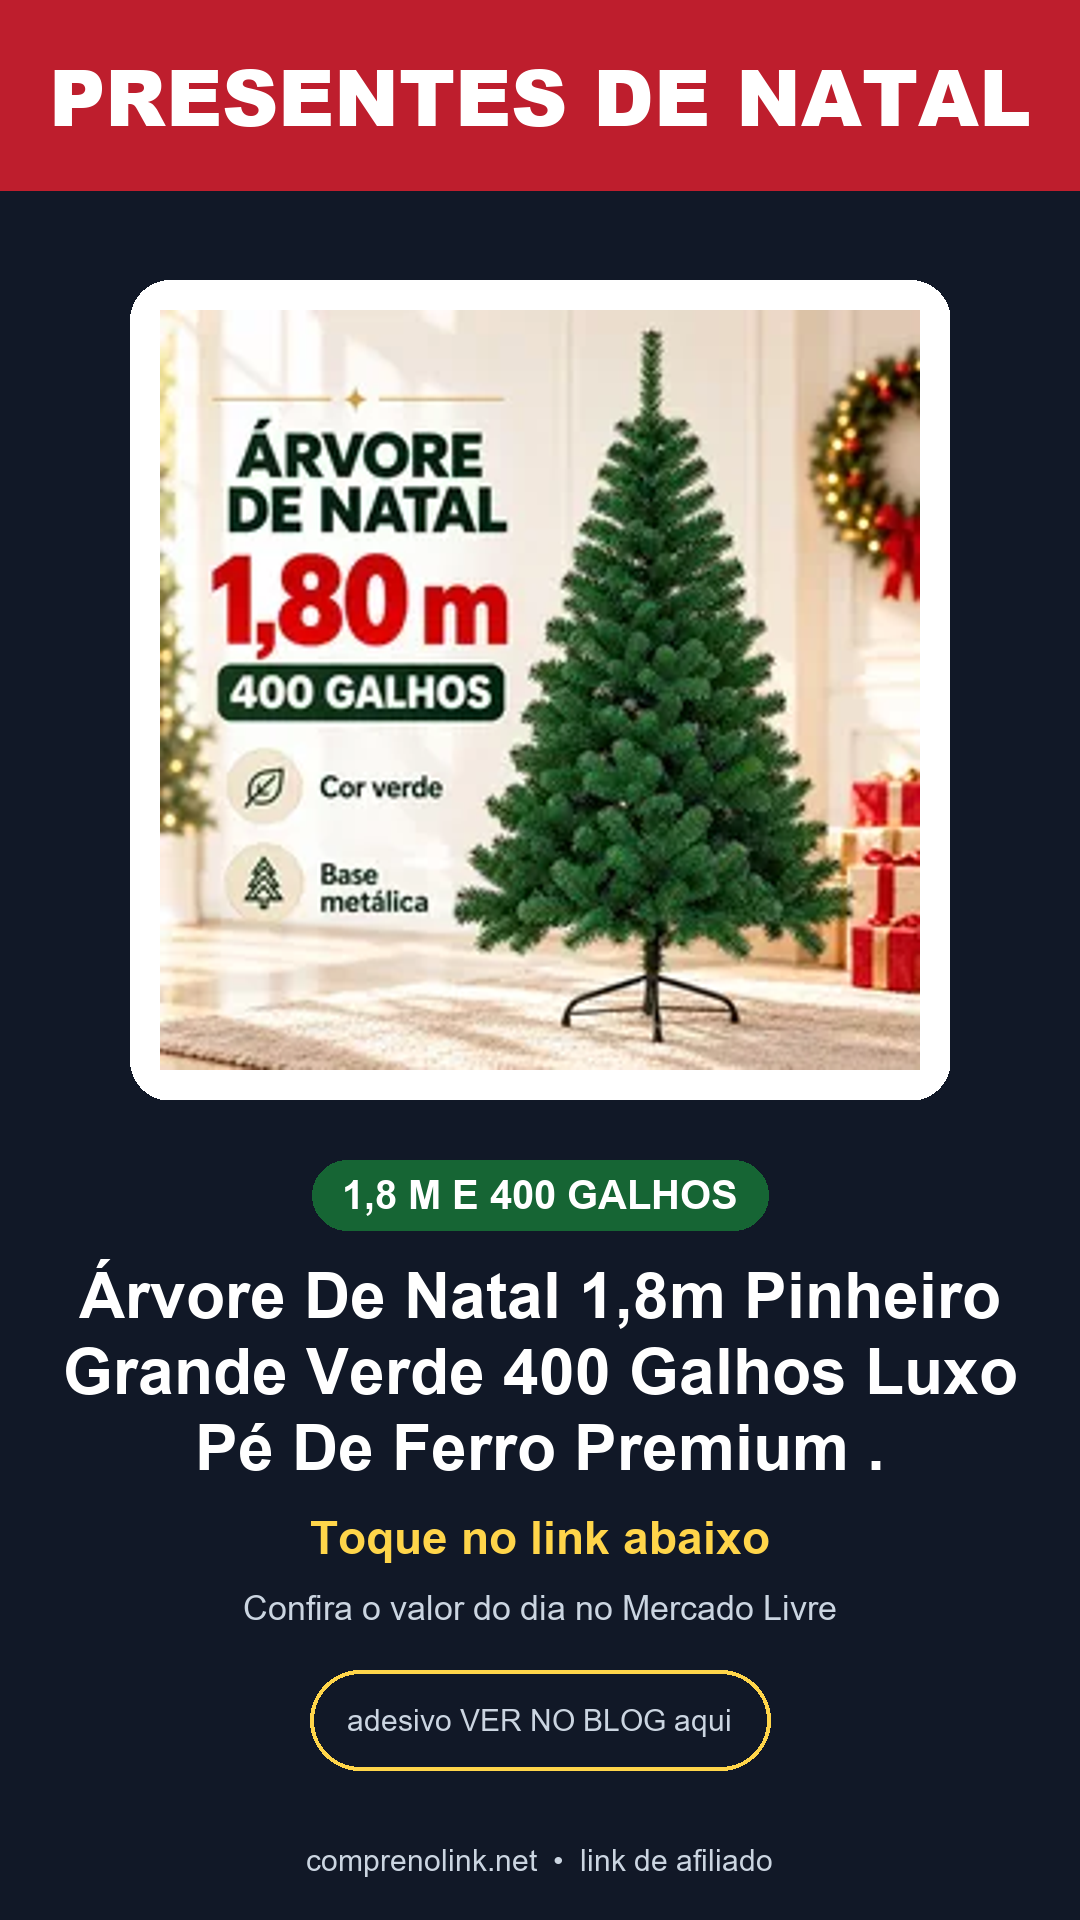 PRESENTES DE NATAL
ÁRVORE
DE NATAL
1,80 m
400 GALHOS
Cor verde
Base
metálica
1,8 M E 400 GALHOS
Árvore De Natal 1,8m Pinheiro
Grande Verde 400 Galhos Luxo
Pé De Ferro Premium .
Toque no link abaixo
Confira o valor do dia no Mercado Livre
adesivo VER NO BLOG aqui
comprenolink.net • link de afiliado